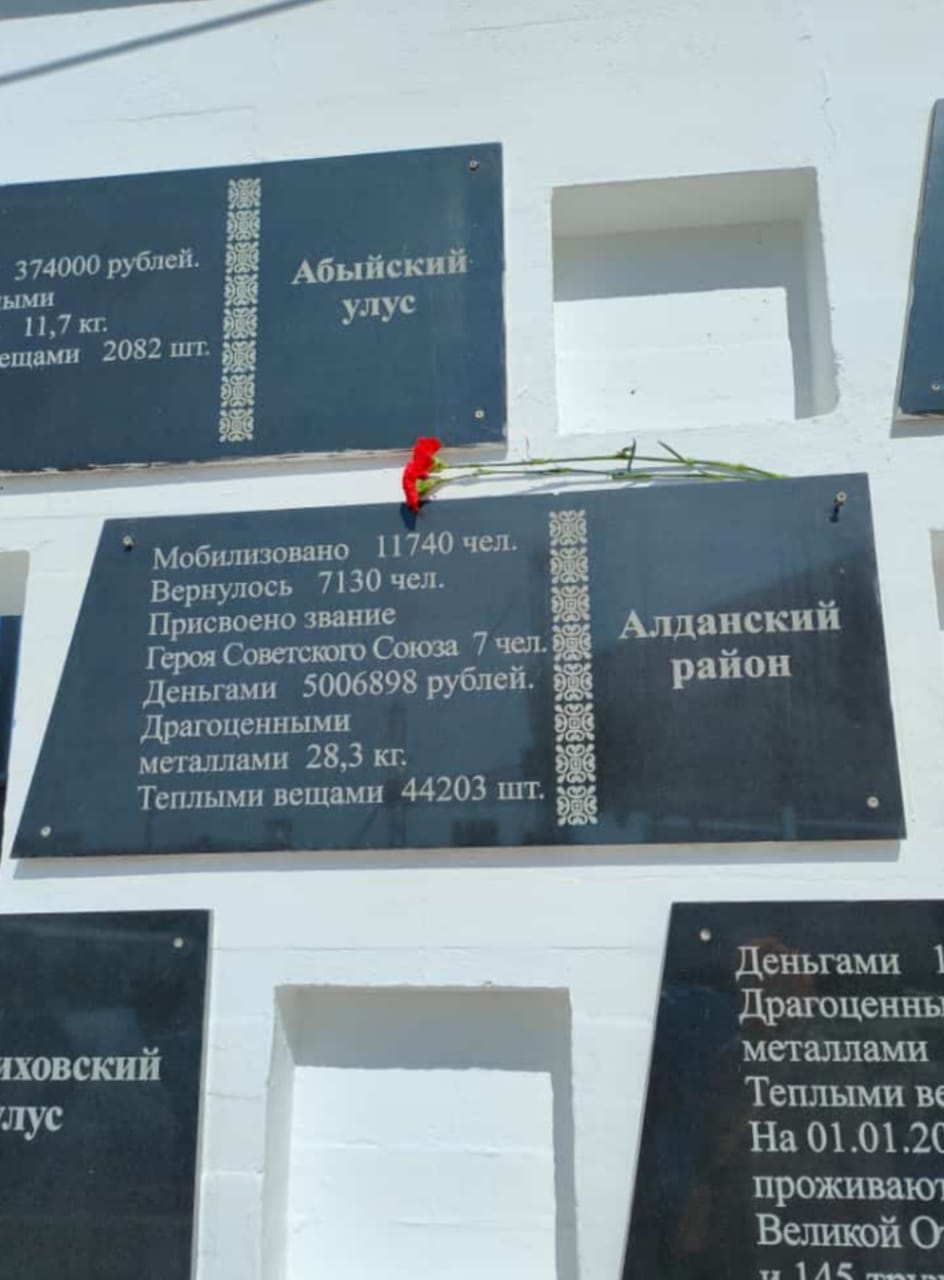 374000 рублей.
11,7 кг.
2082 шт.
Абыйский
улус
Мобилизовано 11740 чел.
Вернулось 7130 чел.
Присвоено звание
Героя Советского Союза 7 чел.
Деньгами 5006898 рублей.
Драгоценными
металлами 28,3 кг.
Теплыми вещами 44203 шт.
Алданский
район
иховский
улус
Деньгами
Драгоценны
металлами
Теплыми ве
На 01.01.20
проживают
Великой От
и 145